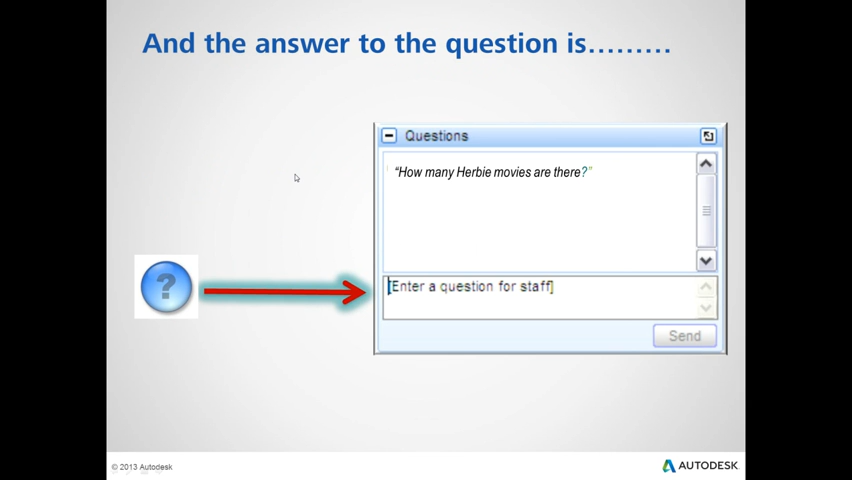 And the answer to the question is.........
Questions
“How many Herbie movies are there?”
?
[Enter a question for staff]
Send
© 2013 Autodesk
AUTODESK.